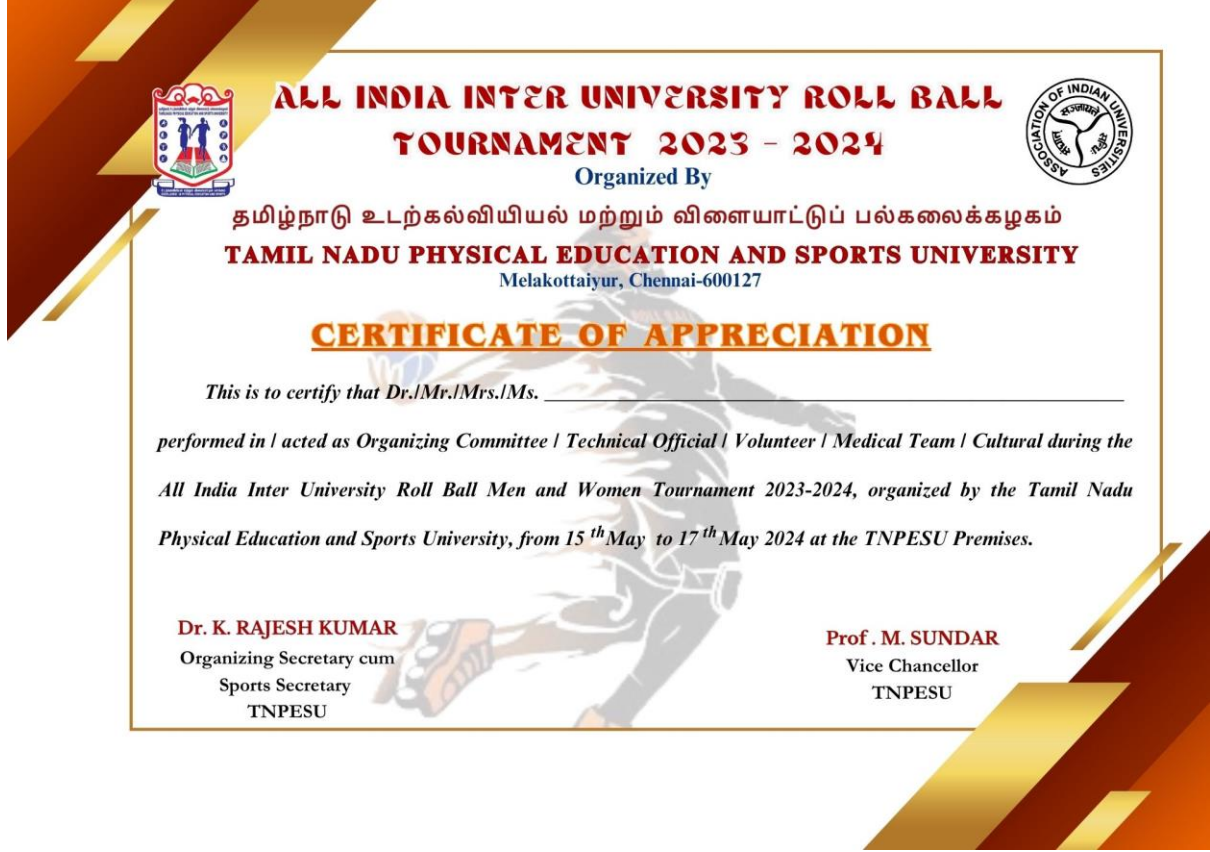 ALL INDIA INTER UNIVERSITY ROLL BALL
TOURNAMENT 2023 - 2024
Organized By
தமிழ்நாடு உடற்கல்வியியல் மற்றும் விளையாட்டுப் பல்கலைக்கழகம்
TAMIL NADU PHYSICAL EDUCATION AND SPORTS UNIVERSITY
Melakottaiyur, Chennai-600127
ASSOCIATION OF INDIAN UNIVERSITIES
ROLL BALL
CERTIFICATE OF APPRECIATION
This is to certify that Dr./Mr./Mrs./Ms.
performed in / acted as Organizing Committee / Technical Official / Volunteer / Medical Team / Cultural during the
All India Inter University Roll Ball Men and Women Tournament 2023-2024, organized by the Tamil Nadu
Physical Education and Sports University, from 15 th May to 17 th May 2024 at the TNPESU Premises.
Dr. K. RAJESH KUMAR
Organizing Secretary cum
Sports Secretary
TNPESU
Prof . M. SUNDAR
Vice Chancellor
TNPESU